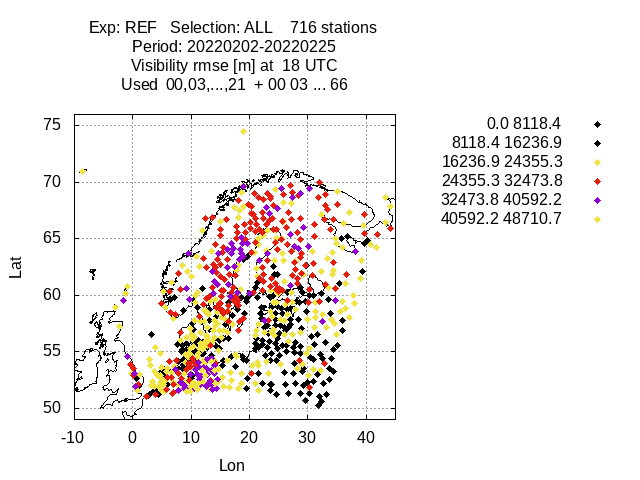 Exp: REF   Selection: ALL    716 stations
Period: 20220202-20220225
Visibility rmse [m] at  18 UTC
Used  00,03,...,21  + 00 03 ... 66
0.0 8118.4
8118.4 16236.9
16236.9 24355.3
24355.3 32473.8
32473.8 40592.2
40592.2 48710.7
75
70
65
60
55
50
Lat
-10 0 10 20 30 40
Lon